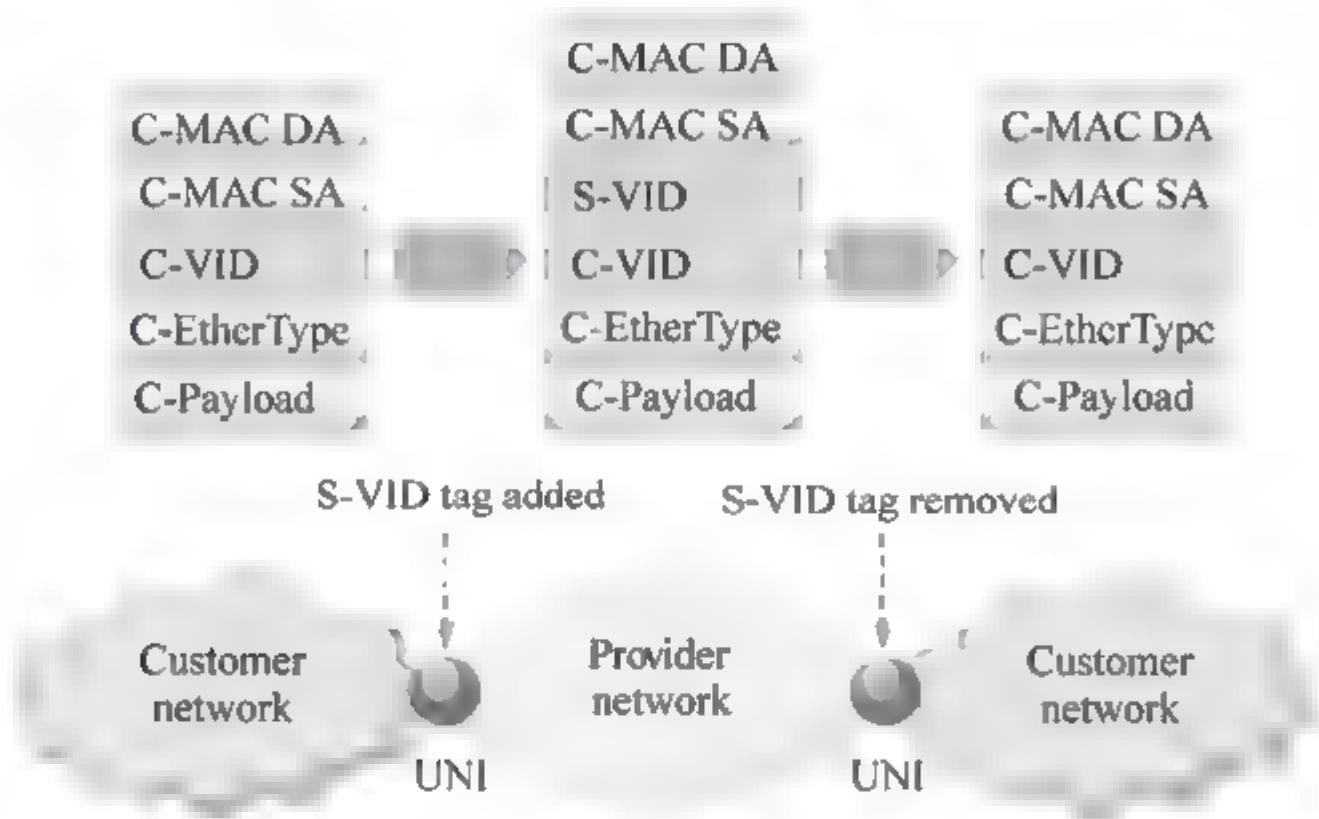 C-MAC DA
C-MAC SA
C-VID
C-EtherType
C-Payload
C-MAC DA
C-MAC SA
S-VID
C-VID
C-EtherType
C-Payload
C-MAC DA
C-MAC SA
C-VID
C-EtherType
C-Payload
S-VID tag added
S-VID tag removed
Customer
network
UNI
Provider
network
UNI
Customer
network